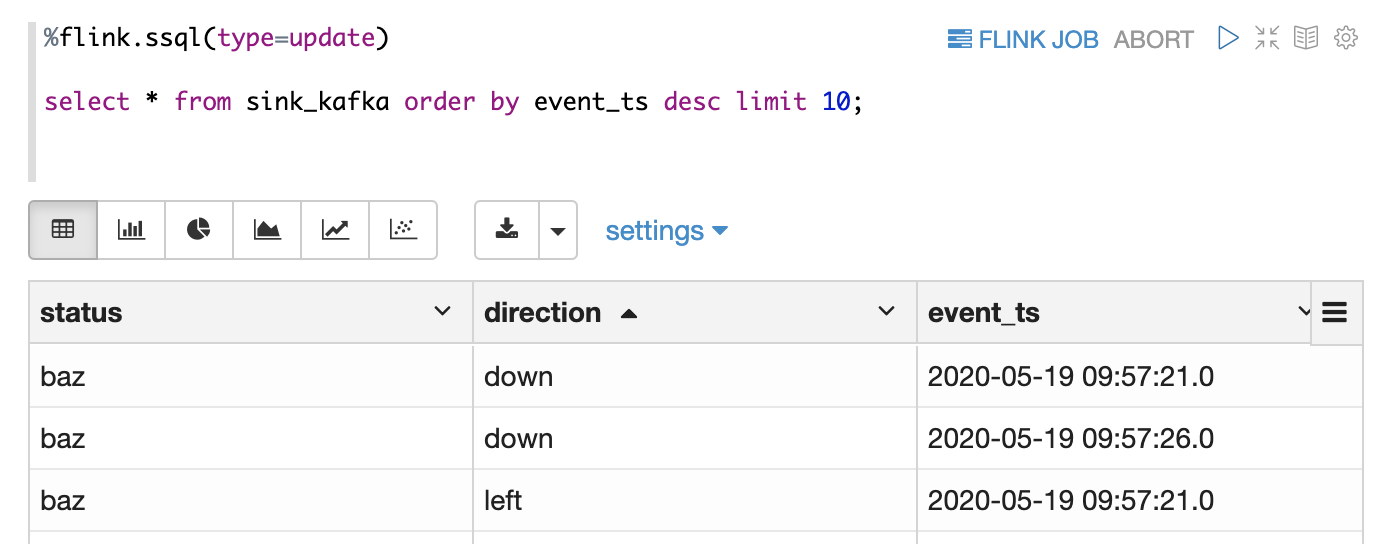 %flink.ssql(type=update)
FLINK JOB ABORT
select * from sink_kafka order by event_ts desc limit 10;
settings
status direction event_ts
baz down 2020-05-19 09:57:21.0
baz down 2020-05-19 09:57:26.0
baz left 2020-05-19 09:57:21.0